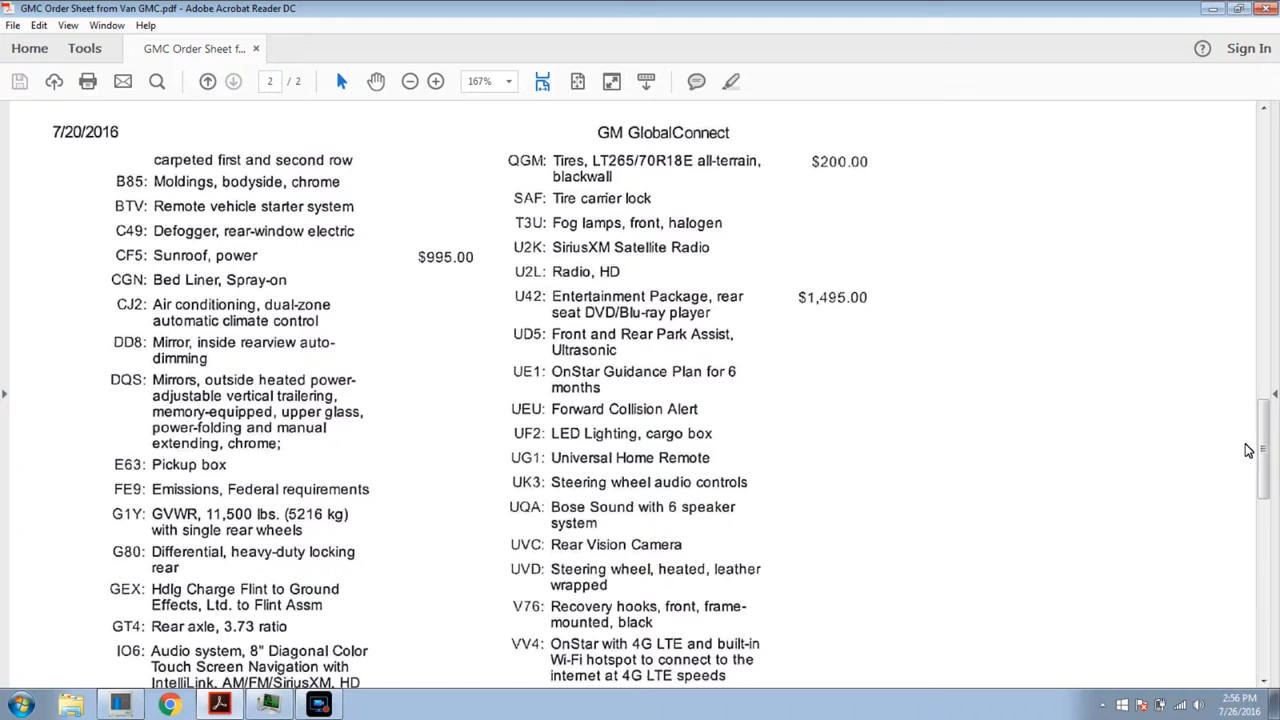 GMC Order Sheet from Van GMC.pdf - Adobe Acrobat Reader DC
File Edit View Window Help
Home Tools GMC Order Sheet f... × Sign In
2 / 2 167%
7/20/2016 GM GlobalConnect
carpeted first and second row
B85: Moldings, bodyside, chrome
BTV: Remote vehicle starter system
C49: Defogger, rear-window electric
CF5: Sunroof, power $995.00
CGN: Bed Liner, Spray-on
CJ2: Air conditioning, dual-zone
automatic climate control
DD8: Mirror, inside rearview auto-
dimming
DQS: Mirrors, outside heated power-
adjustable vertical trailering,
memory-equipped, upper glass,
power-folding and manual
extending, chrome;
E63: Pickup box
FE9: Emissions, Federal requirements
G1Y: GVWR, 11,500 lbs. (5216 kg)
with single rear wheels
G80: Differential, heavy-duty locking
rear
GEX: Hdlg Charge Flint to Ground
Effects, Ltd. to Flint Assm
GT4: Rear axle, 3.73 ratio
IO6: Audio system, 8" Diagonal Color
Touch Screen Navigation with
IntelliLink, AM/FM/SiriusXM, HD
QGM: Tires, LT265/70R18E all-terrain, $200.00
blackwall
SAF: Tire carrier lock
T3U: Fog lamps, front, halogen
U2K: SiriusXM Satellite Radio
U2L: Radio, HD
U42: Entertainment Package, rear $1,495.00
seat DVD/Blu-ray player
UD5: Front and Rear Park Assist,
Ultrasonic
UE1: OnStar Guidance Plan for 6
months
UEU: Forward Collision Alert
UF2: LED Lighting, cargo box
UG1: Universal Home Remote
UK3: Steering wheel audio controls
UQA: Bose Sound with 6 speaker
system
UVC: Rear Vision Camera
UVD: Steering wheel, heated, leather
wrapped
V76: Recovery hooks, front, frame-
mounted, black
VV4: OnStar with 4G LTE and built-in
Wi-Fi hotspot to connect to the
internet at 4G LTE speeds
2:56 PM
7/26/2016